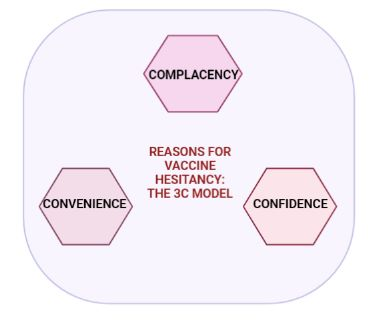 COMPLACENCY
REASONS FOR
VACCINE
HESITANCY:
THE 3C MODEL
CONVENIENCE
CONFIDENCE